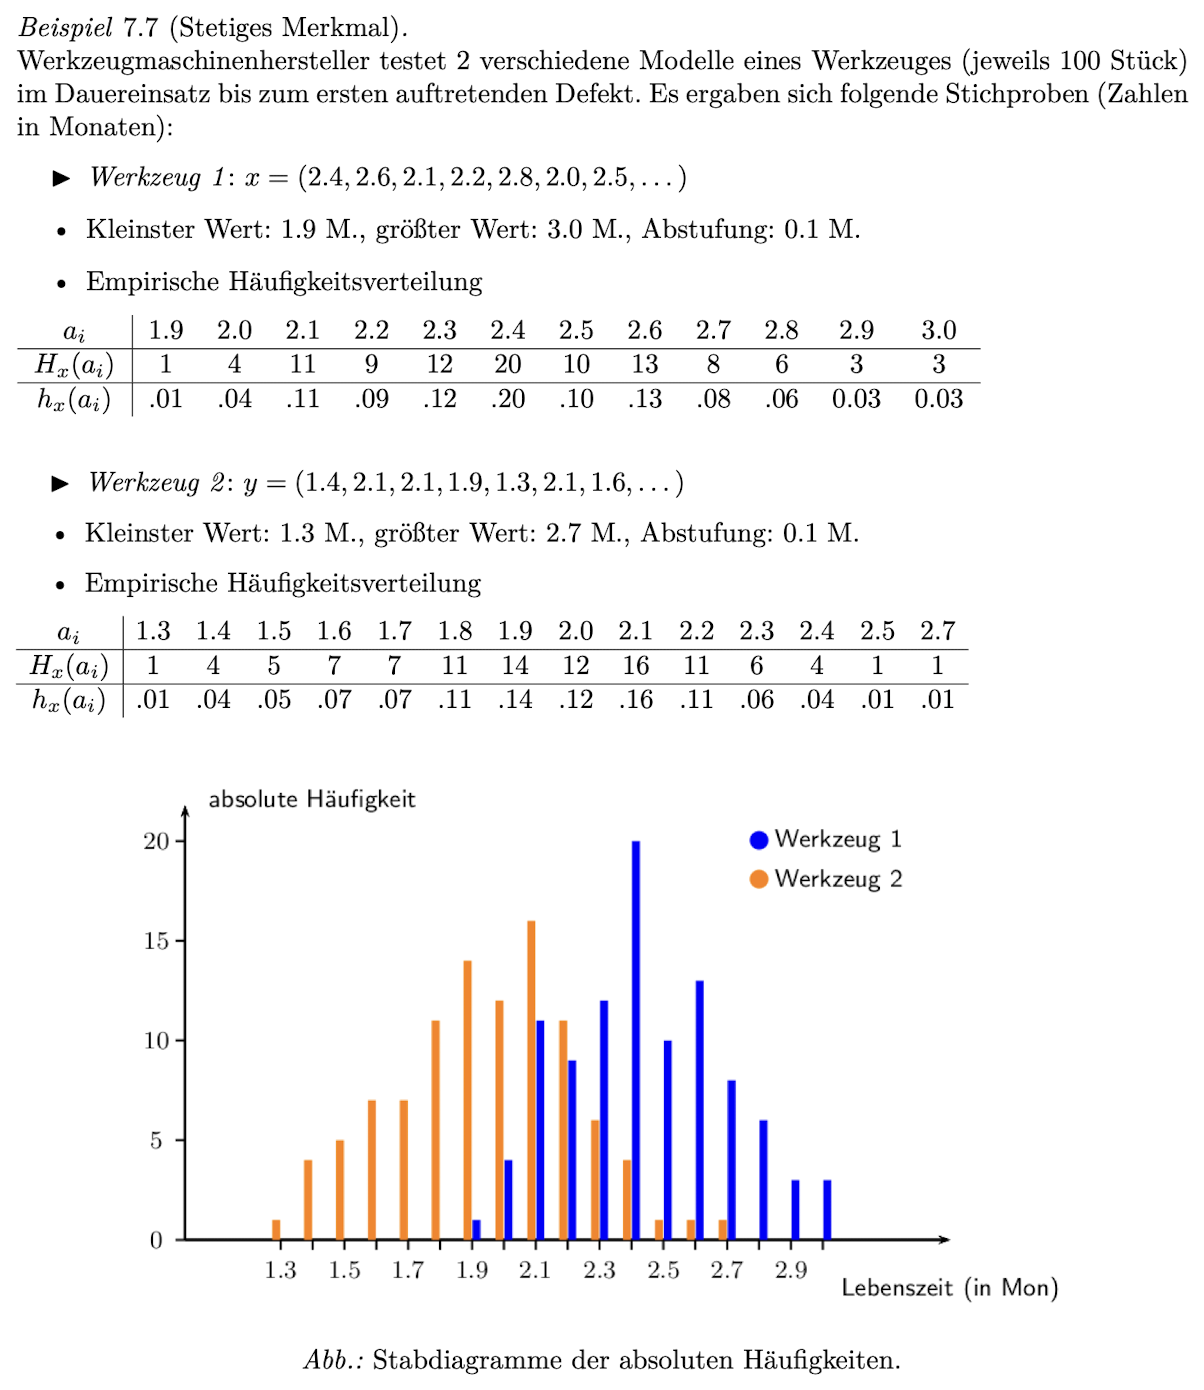 Beispiel 7.7 (Stetiges Merkmal).
Werkzeugmaschinenhersteller testet 2 verschiedene Modelle eines Werkzeuges (jeweils 100 Stück)
im Dauereinsatz bis zum ersten auftretenden Defekt. Es ergaben sich folgende Stichproben (Zahlen
in Monaten):
▶ Werkzeug 1: x = (2.4, 2.6, 2.1, 2.2, 2.8, 2.0, 2.5, . . . )
• Kleinster Wert: 1.9 M., größter Wert: 3.0 M., Abstufung: 0.1 M.
• Empirische Häufigkeitsverteilung
a_i 1.9 2.0 2.1 2.2 2.3 2.4 2.5 2.6 2.7 2.8 2.9 3.0
H_x(a_i) 1 4 11 9 12 20 10 13 8 6 3 3
h_x(a_i) .01 .04 .11 .09 .12 .20 .10 .13 .08 .06 0.03 0.03
▶ Werkzeug 2: y = (1.4, 2.1, 2.1, 1.9, 1.3, 2.1, 1.6, . . . )
• Kleinster Wert: 1.3 M., größter Wert: 2.7 M., Abstufung: 0.1 M.
• Empirische Häufigkeitsverteilung
a_i 1.3 1.4 1.5 1.6 1.7 1.8 1.9 2.0 2.1 2.2 2.3 2.4 2.5 2.7
H_x(a_i) 1 4 5 7 7 11 14 12 16 11 6 4 1 1
h_x(a_i) .01 .04 .05 .07 .07 .11 .14 .12 .16 .11 .06 .04 .01 .01
absolute Häufigkeit
20
15
10
5
0
Werkzeug 1
Werkzeug 2
1.3 1.5 1.7 1.9 2.1 2.3 2.5 2.7 2.9
Lebenszeit (in Mon)
Abb.: Stabdiagramme der absoluten Häufigkeiten.